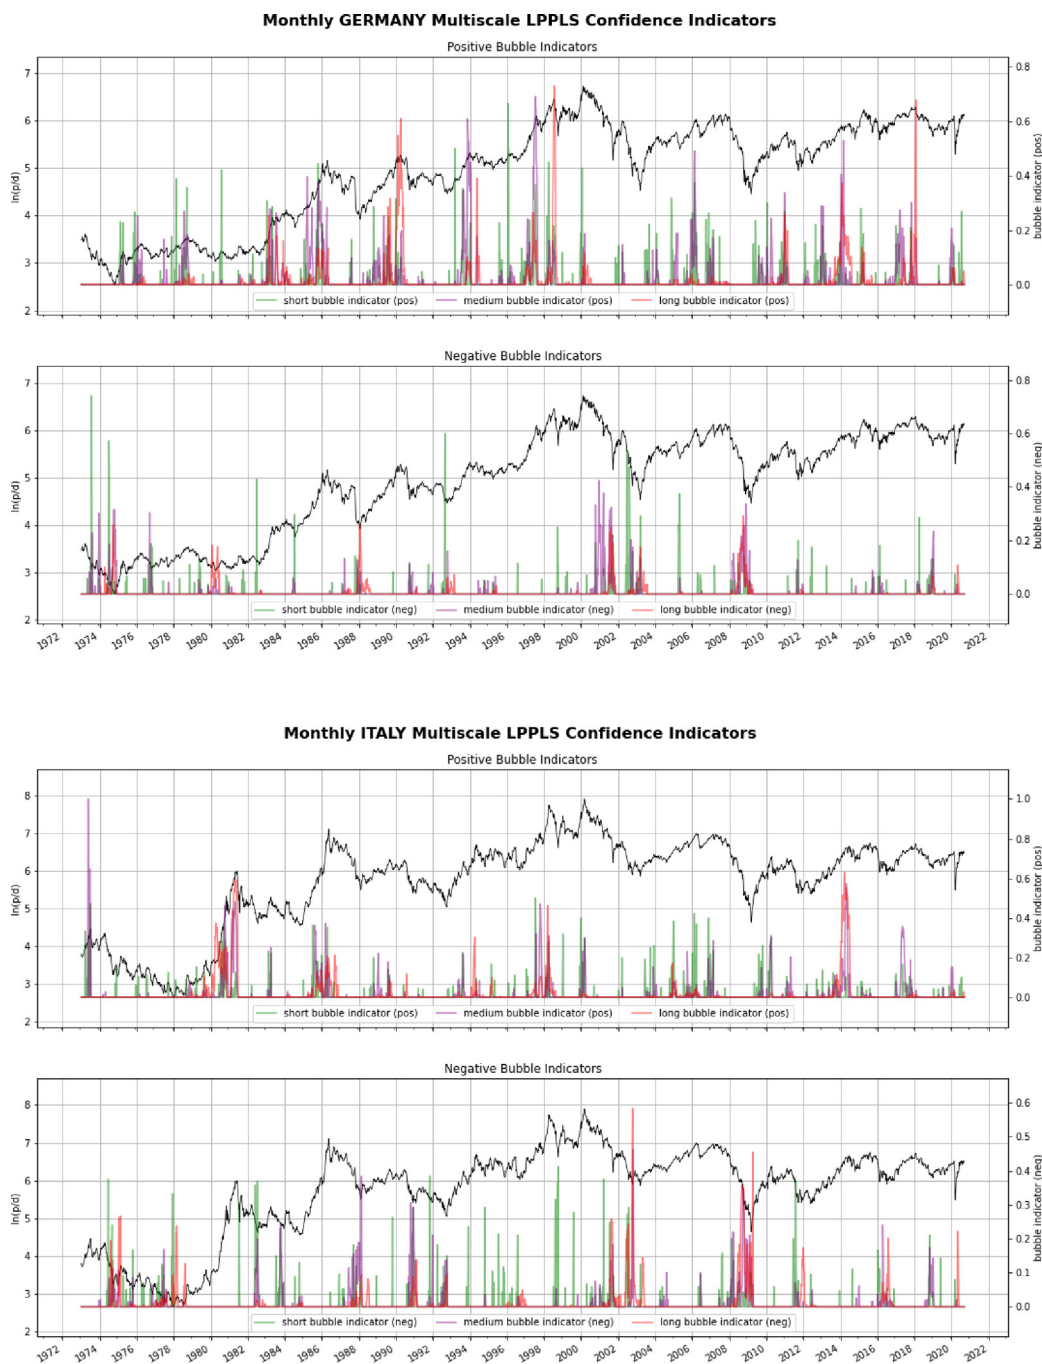 Monthly GERMANY Multiscale LPPLS Confidence Indicators
Positive Bubble Indicators
7
6
5
4
3
2
ln(p/d)
0.8
0.6
0.4
0.2
0.0
bubble indicator (pos)
short bubble indicator (pos) medium bubble indicator (pos) long bubble indicator (pos)
Negative Bubble Indicators
7
6
5
4
3
2
ln(p/d)
0.8
0.6
0.4
0.2
0.0
bubble indicator (neg)
short bubble indicator (neg) medium bubble indicator (neg) long bubble indicator (neg)
1972 1974 1976 1978 1980 1982 1984 1986 1988 1990 1992 1994 1996 1998 2000 2002 2004 2006 2008 2010 2012 2014 2016 2018 2020 2022
Monthly ITALY Multiscale LPPLS Confidence Indicators
Positive Bubble Indicators
8
7
6
5
4
3
2
ln(p/d)
1.0
0.8
0.6
0.4
0.2
0.0
bubble indicator (pos)
short bubble indicator (pos) medium bubble indicator (pos) long bubble indicator (pos)
Negative Bubble Indicators
8
7
6
5
4
3
2
ln(p/d)
0.6
0.5
0.4
0.3
0.2
0.1
0.0
bubble indicator (neg)
short bubble indicator (neg) medium bubble indicator (neg) long bubble indicator (neg)
1972 1974 1976 1978 1980 1982 1984 1986 1988 1990 1992 1994 1996 1998 2000 2002 2004 2006 2008 2010 2012 2014 2016 2018 2020 2022